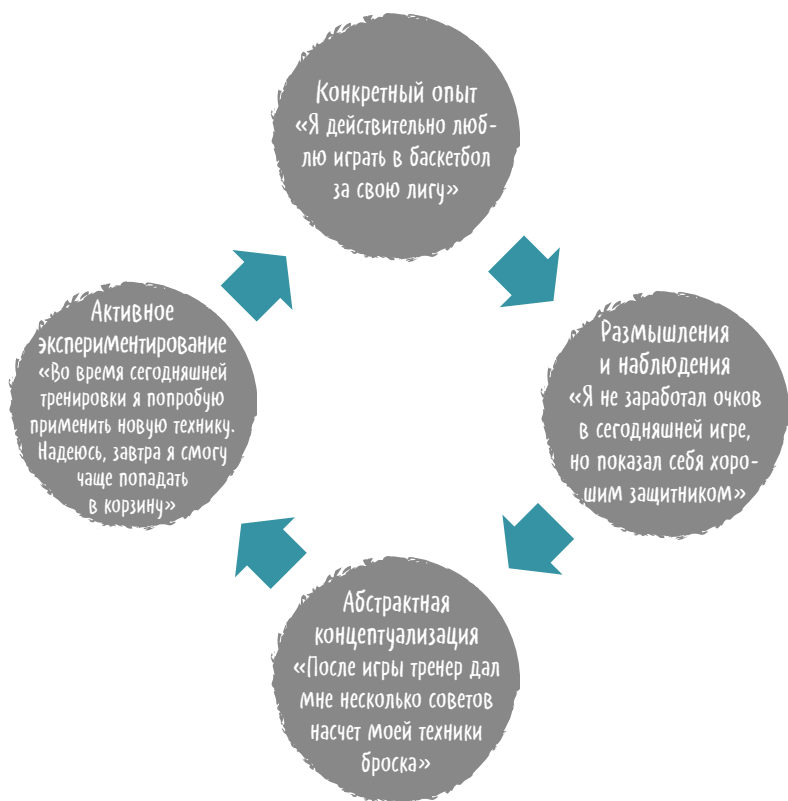 Конкретный опыт
«Я действительно люб-
лю играть в баскетбол
за свою лигу»
Размышления
и наблюдения
«Я не заработал очков
в сегодняшней игре,
но показал себя хоро-
шим защитником»
Абстрактная
концептуализация
«После игры тренер дал
мне несколько советов
насчет моей техники
броска»
Активное
экспериментирование
«Во время сегодняшней
тренировки я попробую
применить новую технику.
Надеюсь, завтра я смогу
чаще попадать
в корзину»